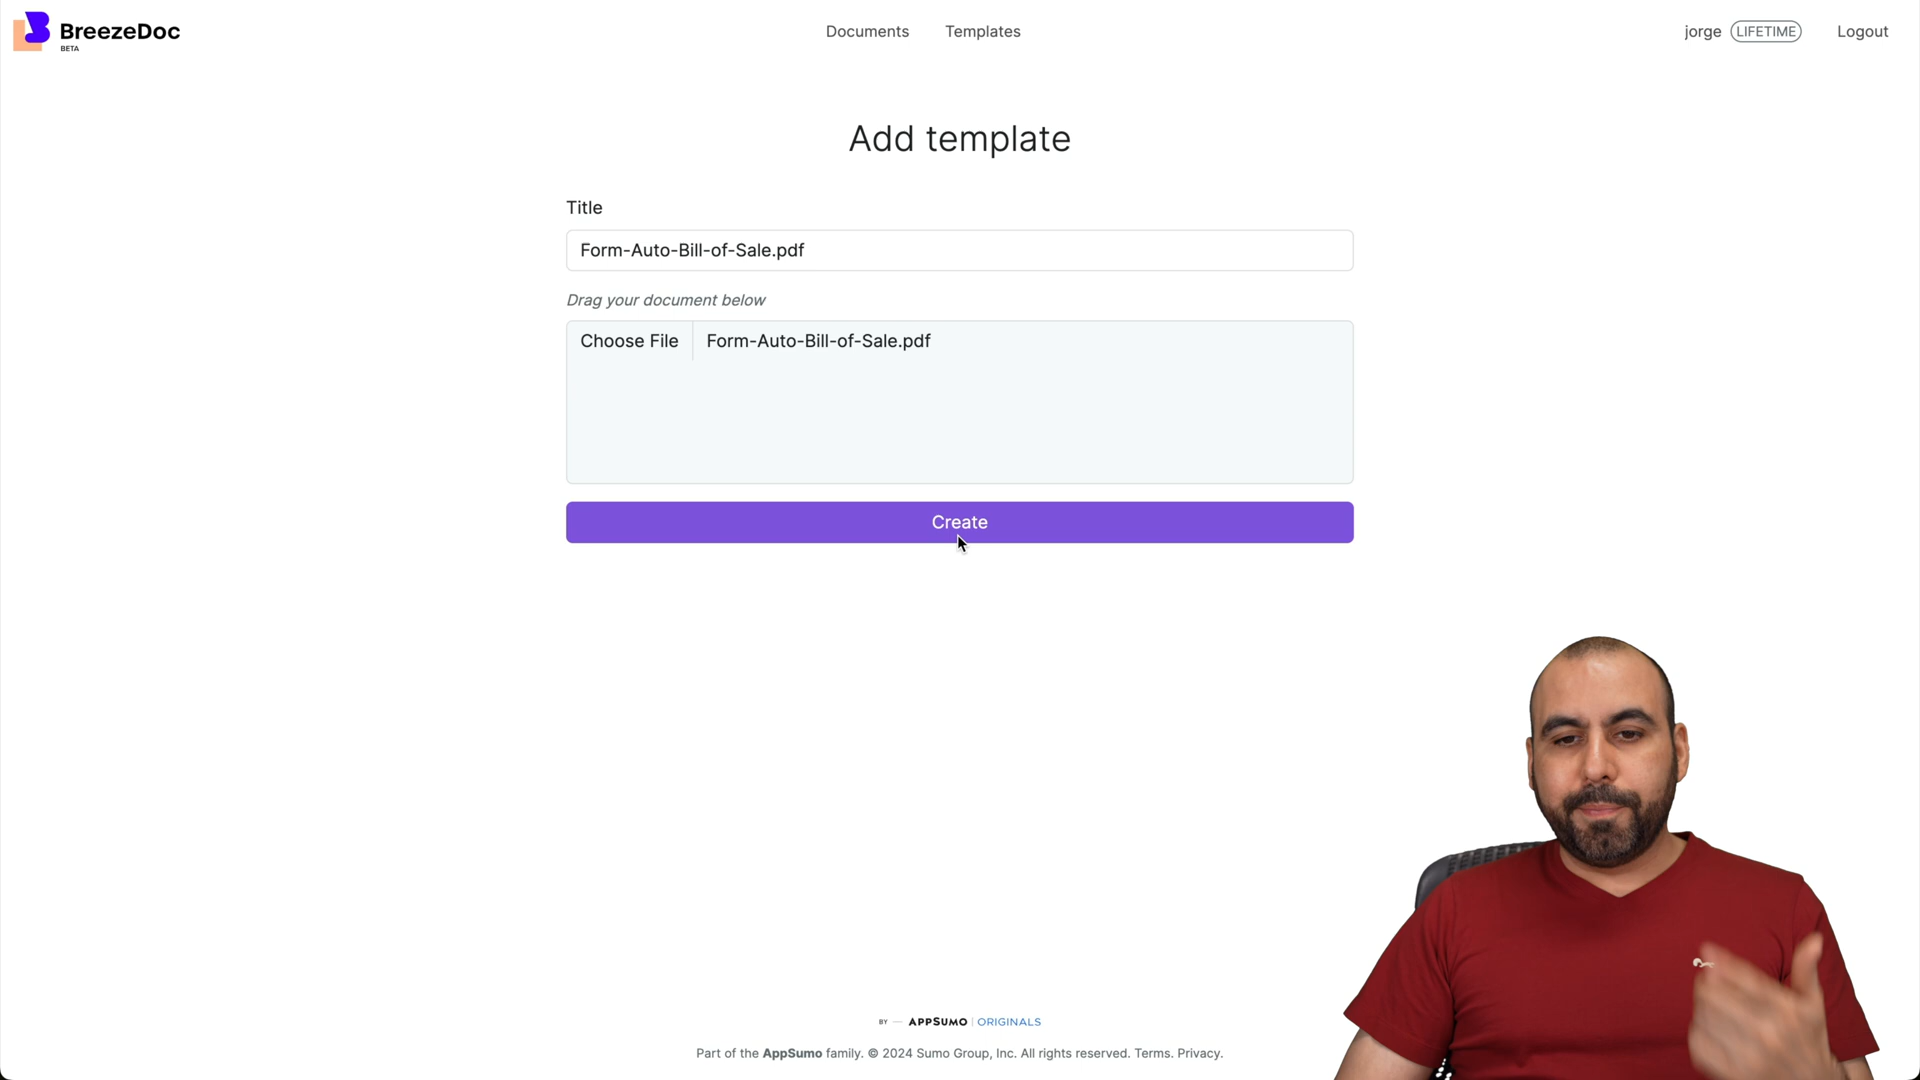 BreezeDoc
BETA
Documents
Templates
jorge
LIFETIME
Logout
Add template
Title
Form-Auto-Bill-of-Sale.pdf
Drag your document below
Choose File
Form-Auto-Bill-of-Sale.pdf
Create
BY — APPSUMO | ORIGINALS
Part of the AppSumo family. © 2024 Sumo Group, Inc. All rights reserved. Terms. Privacy.